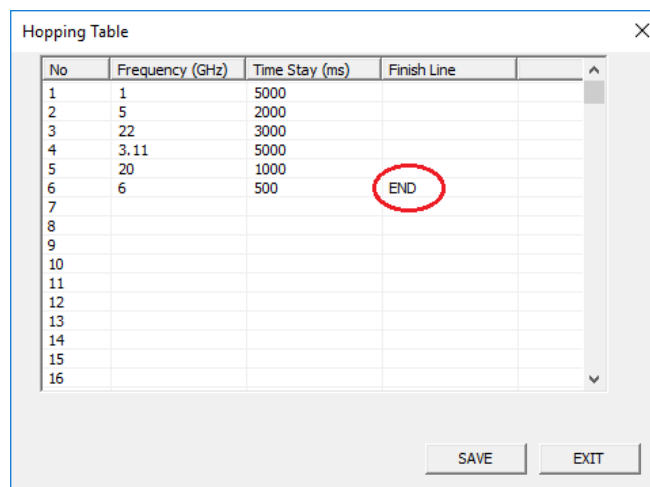 Hopping Table
No Frequency (GHz) Time Stay (ms) Finish Line
1 1 5000
2 5 2000
3 22 3000
4 3.11 5000
5 20 1000
6 6 500 END
7
8
9
10
11
12
13
14
15
16
SAVE EXIT